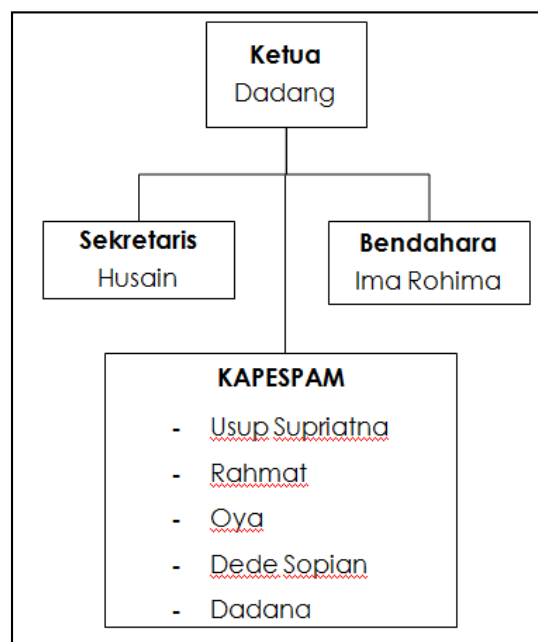 Ketua
Dadang
Sekretaris
Husain
Bendahara
Ima Rohima
KAPESPAM
- Usup Supriatna
- Rahmat
- Oya
- Dede Sopian
- Dadana